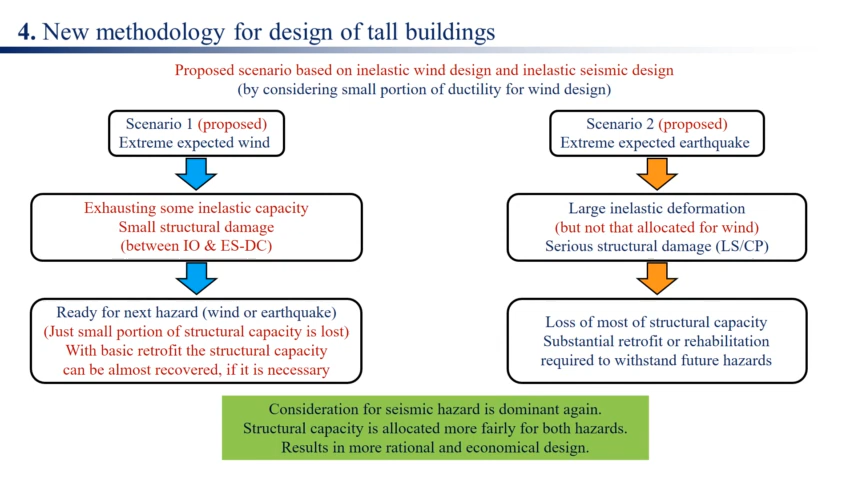 4. New methodology for design of tall buildings
Proposed scenario based on inelastic wind design and inelastic seismic design
(by considering small portion of ductility for wind design)
Scenario 1 (proposed)
Extreme expected wind
Exhausting some inelastic capacity
Small structural damage
(between IO & ES-DC)
Ready for next hazard (wind or earthquake)
(Just small portion of structural capacity is lost)
With basic retrofit the structural capacity
can be almost recovered, if it is necessary
Scenario 2 (proposed)
Extreme expected earthquake
Large inelastic deformation
(but not that allocated for wind)
Serious structural damage (LS/CP)
Loss of most of structural capacity
Substantial retrofit or rehabilitation
required to withstand future hazards
Consideration for seismic hazard is dominant again.
Structural capacity is allocated more fairly for both hazards.
Results in more rational and economical design.